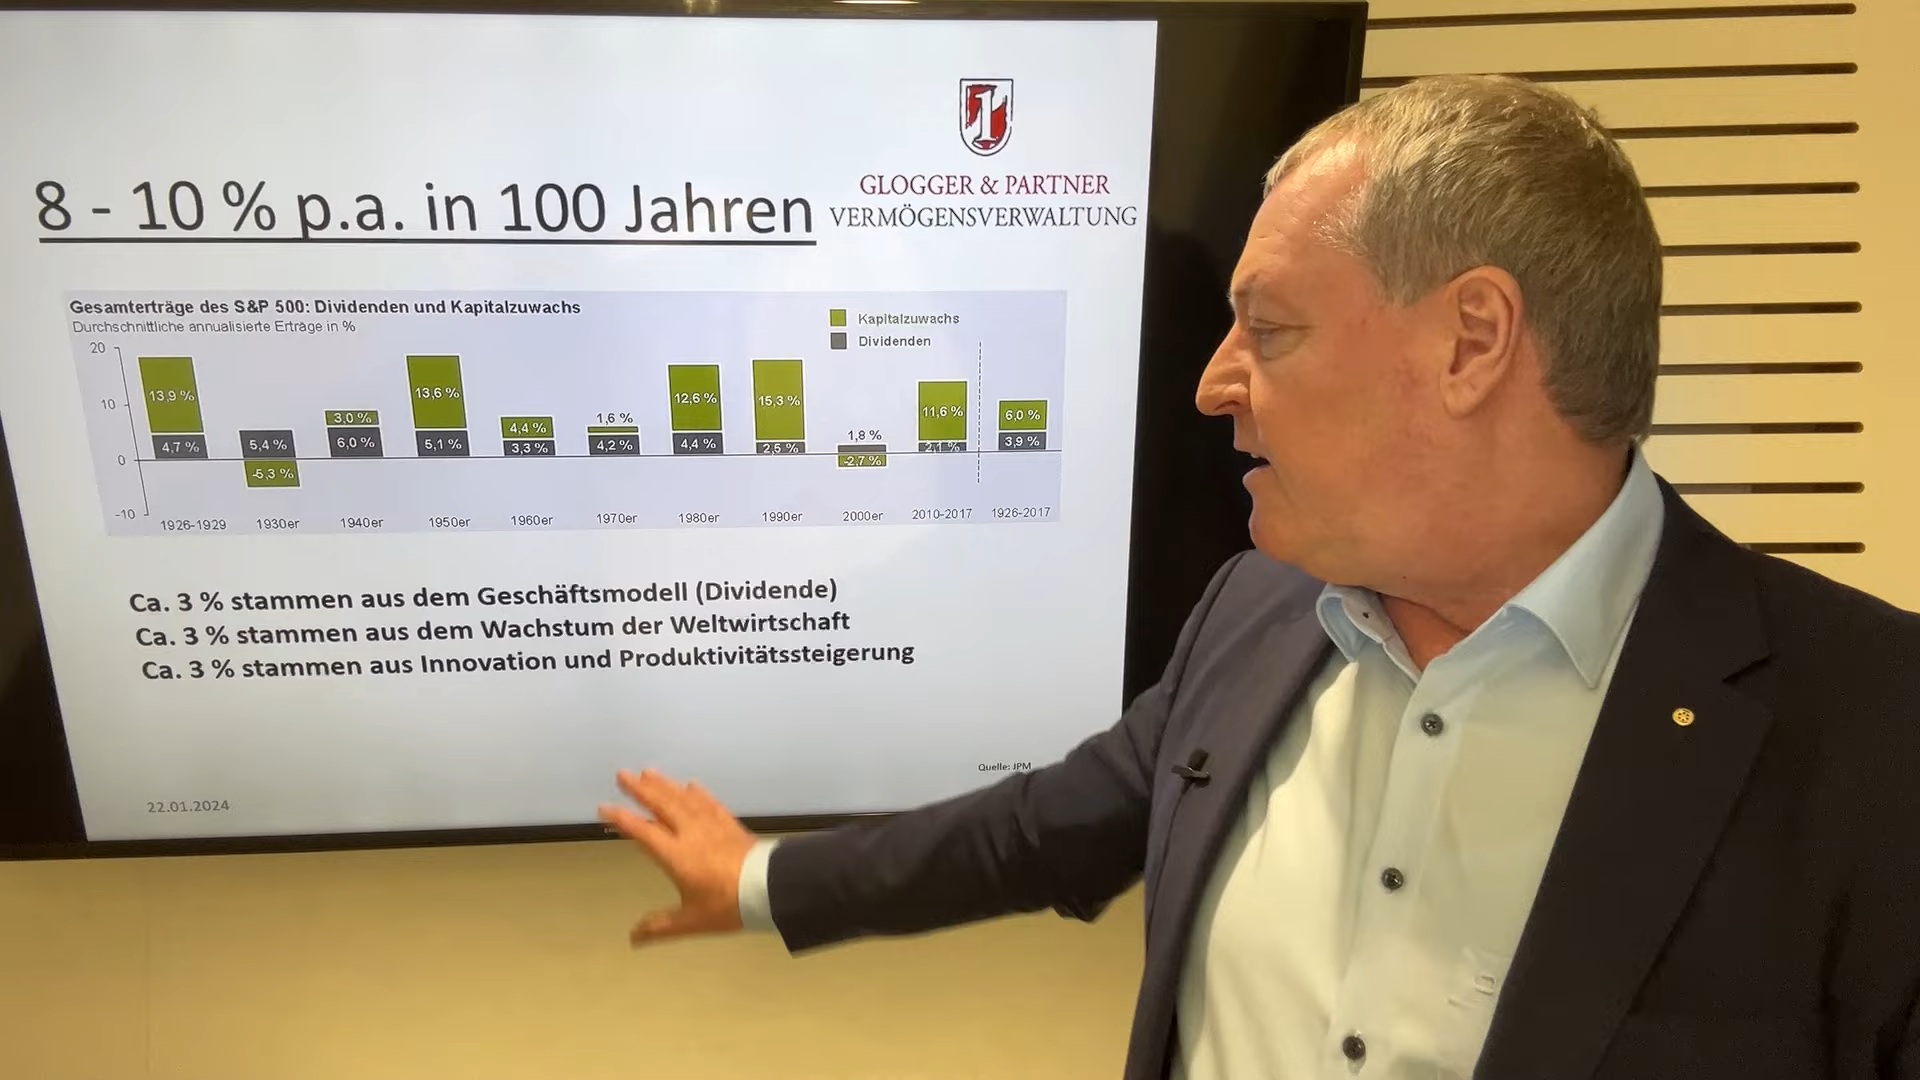 1
GLOGGER & PARTNER
VERMÖGENSVERWALTUNG
8 - 10 % p.a. in 100 Jahren
Gesamterträge des S&P 500: Dividenden und Kapitalzuwachs
Durchschnittliche annualisierte Erträge in %
Kapitalzuwachs
Dividenden
20
10
0
-10
13,9 % 3,0 % 13,6 % 4,4 % 1,6 % 12,6 % 15,3 % 1,8 % 11,6 % 6,0 %
4,7 % 5,4 % 6,0 % 5,1 % 3,3 % 4,2 % 4,4 % 2,5 % -2,7 % 2,1 % 3,9 %
-5,3 %
1926-1929 1930er 1940er 1950er 1960er 1970er 1980er 1990er 2000er 2010-2017 1926-2017
Ca. 3 % stammen aus dem Geschäftsmodell (Dividende)
Ca. 3 % stammen aus dem Wachstum der Weltwirtschaft
Ca. 3 % stammen aus Innovation und Produktivitätssteigerung
Quelle: JPM
22.01.2024